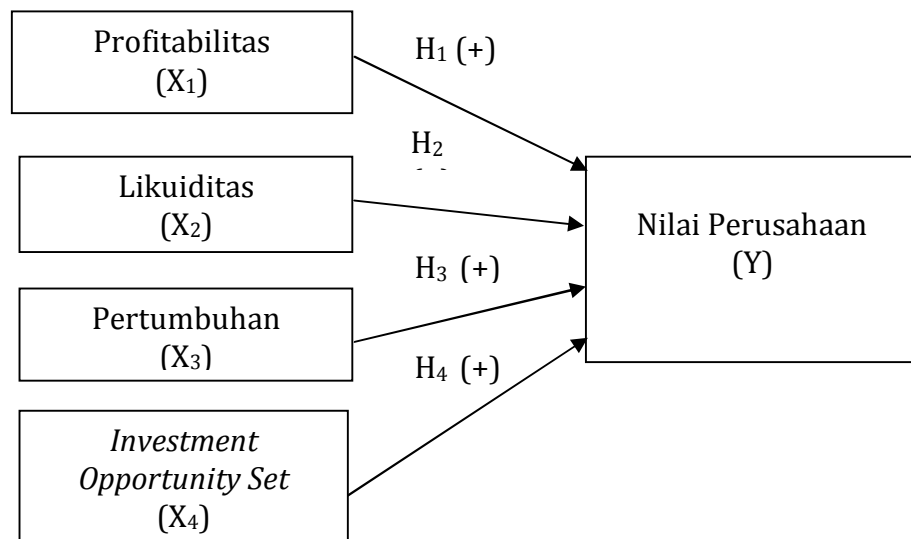 Profitabilitas
(X₁)
H₁ (+)
H₂
Likuiditas
(X₂)
Nilai Perusahaan
(Y)
H₃ (+)
Pertumbuhan
(X₃)
H₄ (+)
Investment
Opportunity Set
(X₄)